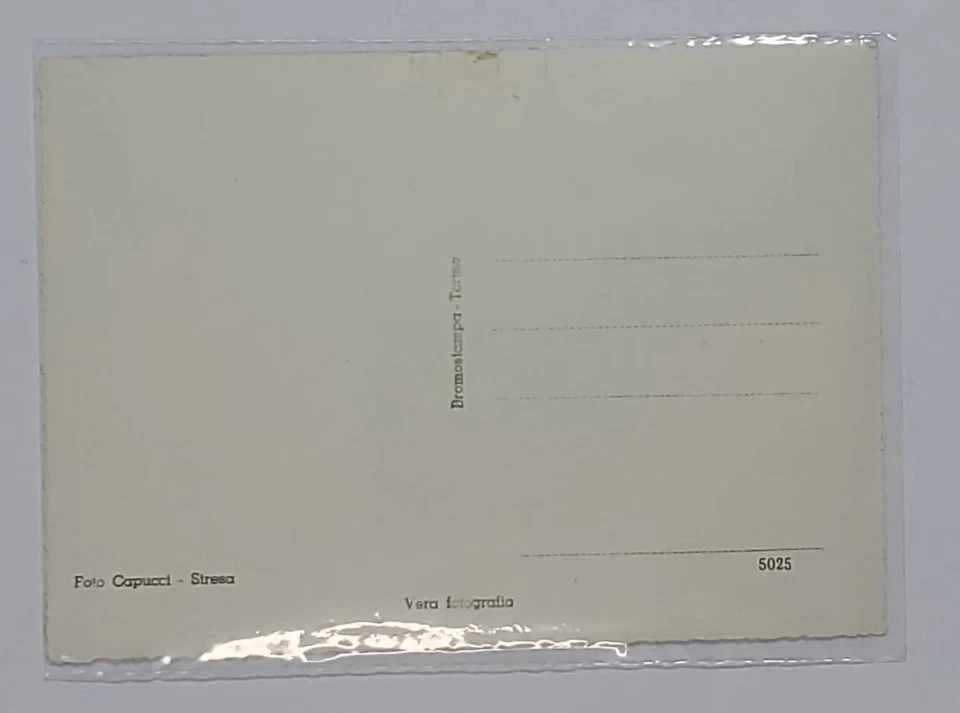 Bromostampa - Torino
5025
Foto Capucci - Stresa
Vera fotografia